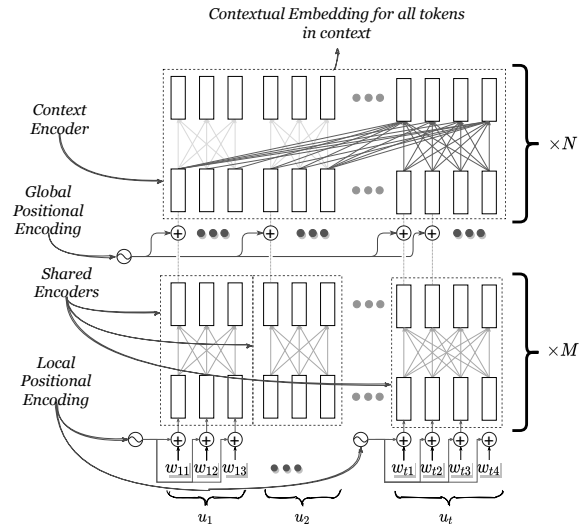 Contextual Embedding for all tokens
in context
Context
Encoder
×N
Global
Positional
Encoding
Shared
Encoders
×M
Local
Positional
Encoding
w11 w12 w13 wt1 wt2 wt3 wt4
u1 u2 ut